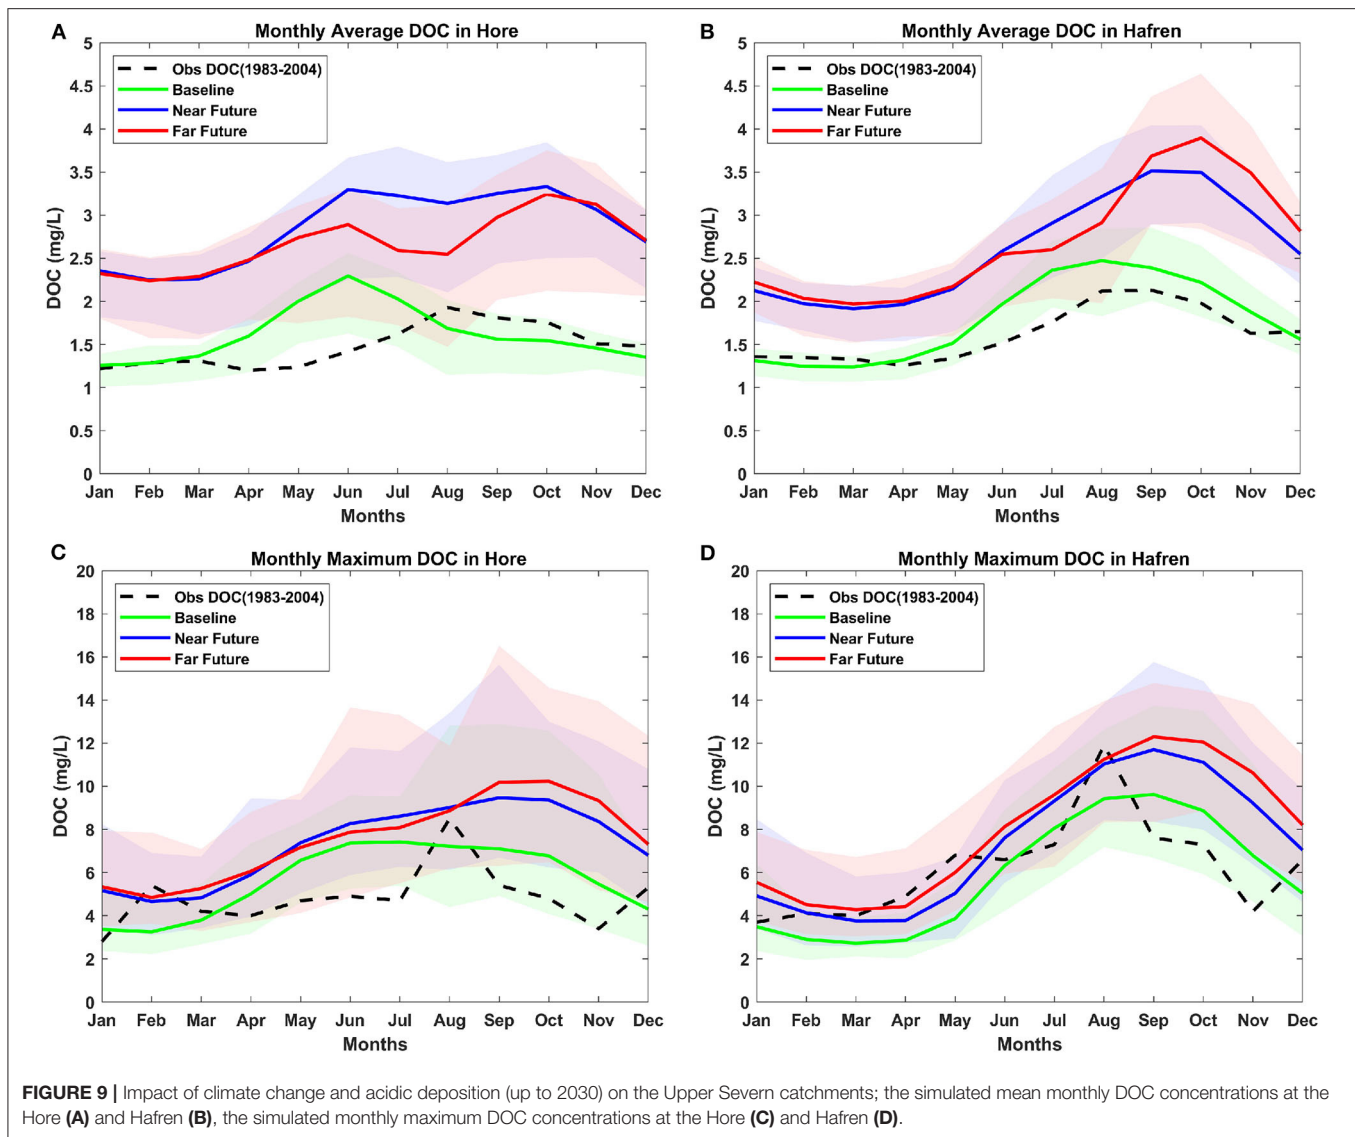 A
Monthly Average DOC in Hore
5
4.5
4
3.5
3
2.5
2
1.5
1
0.5
0
DOC (mg/L)
Obs DOC(1983-2004)
Baseline
Near Future
Far Future
Jan Feb Mar Apr May Jun Jul Aug Sep Oct Nov Dec
Months
B
Monthly Average DOC in Hafren
5
4.5
4
3.5
3
2.5
2
1.5
1
0.5
0
DOC (mg/L)
Obs DOC(1983-2004)
Baseline
Near Future
Far Future
Jan Feb Mar Apr May Jun Jul Aug Sep Oct Nov Dec
Months
C
Monthly Maximum DOC in Hore
20
18
16
14
12
10
8
6
4
2
0
DOC (mg/L)
Obs DOC(1983-2004)
Baseline
Near Future
Far Future
Jan Feb Mar Apr May Jun Jul Aug Sep Oct Nov Dec
Months
D
Monthly Maximum DOC in Hafren
20
18
16
14
12
10
8
6
4
2
0
DOC (mg/L)
Obs DOC(1983-2004)
Baseline
Near Future
Far Future
Jan Feb Mar Apr May Jun Jul Aug Sep Oct Nov Dec
Months
FIGURE 9 | Impact of climate change and acidic deposition (up to 2030) on the Upper Severn catchments; the simulated mean monthly DOC concentrations at the
Hore (A) and Hafren (B), the simulated monthly maximum DOC concentrations at the Hore (C) and Hafren (D).